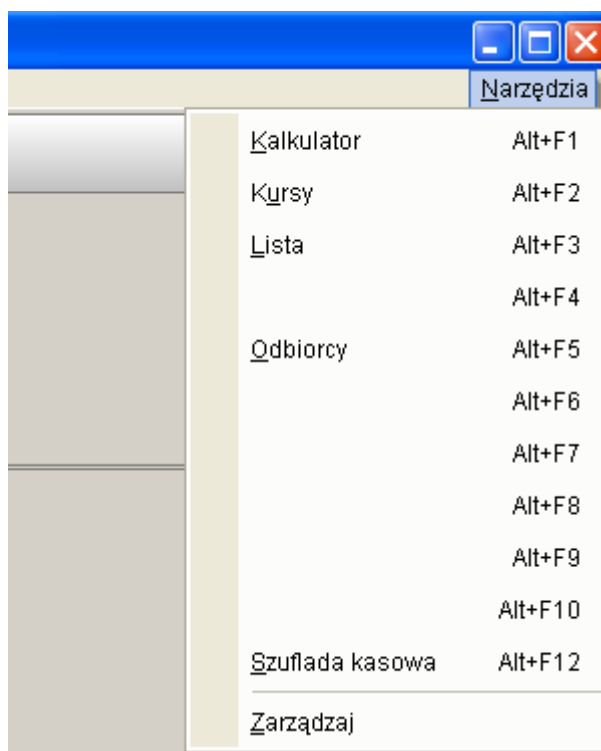 Narzędzia
Kalkulator Alt+F1
Kursy Alt+F2
Lista Alt+F3
Alt+F4
Odbiorcy Alt+F5
Alt+F6
Alt+F7
Alt+F8
Alt+F9
Alt+F10
Szuflada kasowa Alt+F12
Zarządzaj